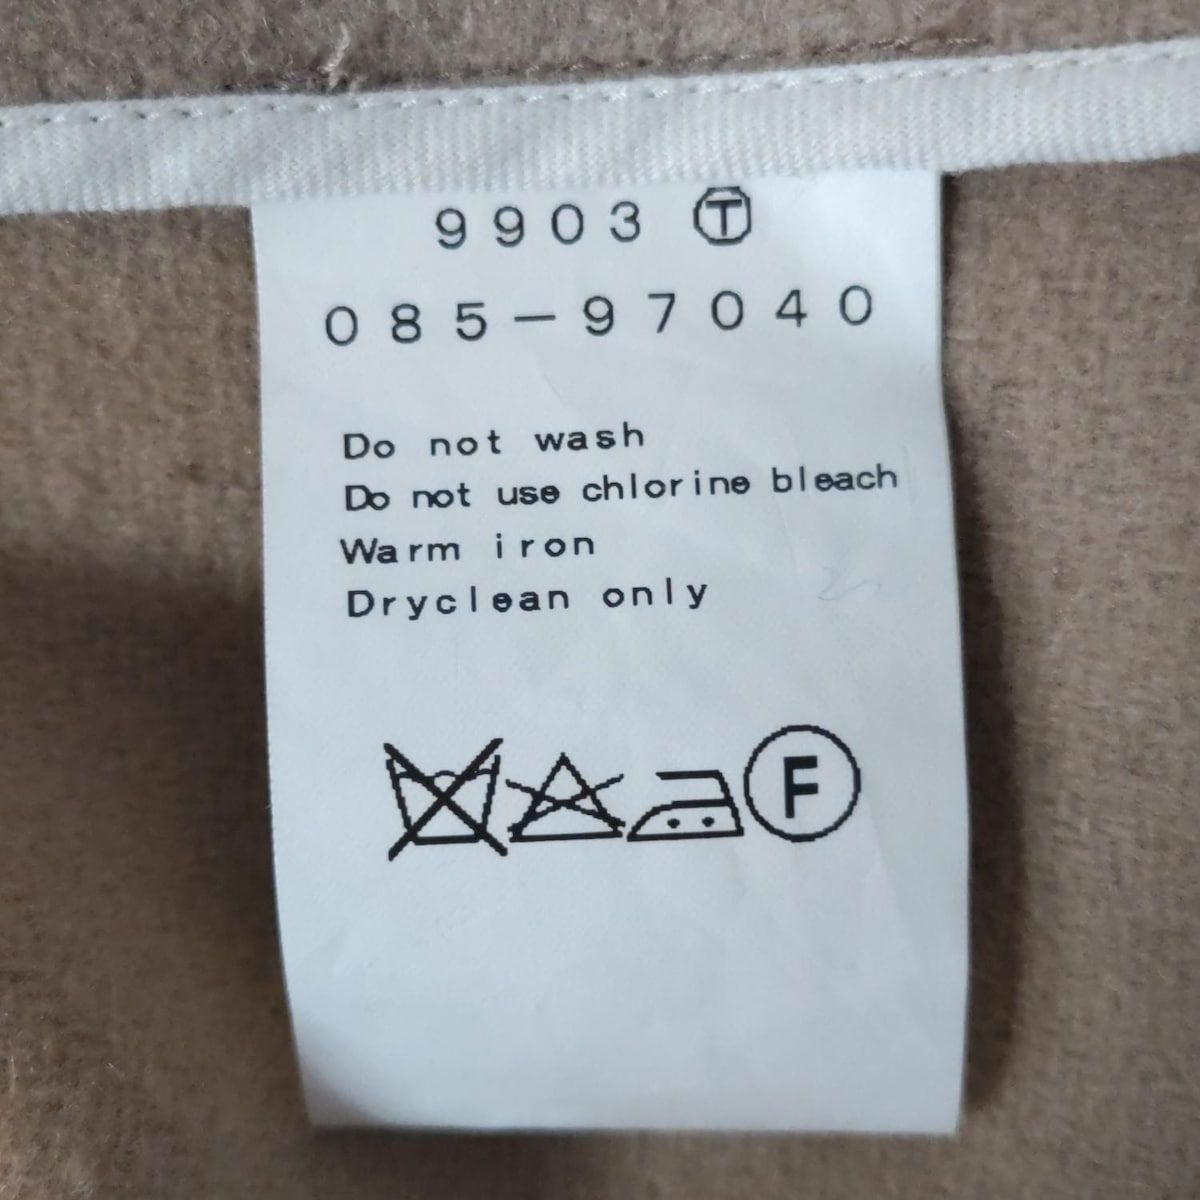 9903 Ⓣ
085-97040
Do not wash
Do not use chlorine bleach
Warm iron
Dryclean only
F